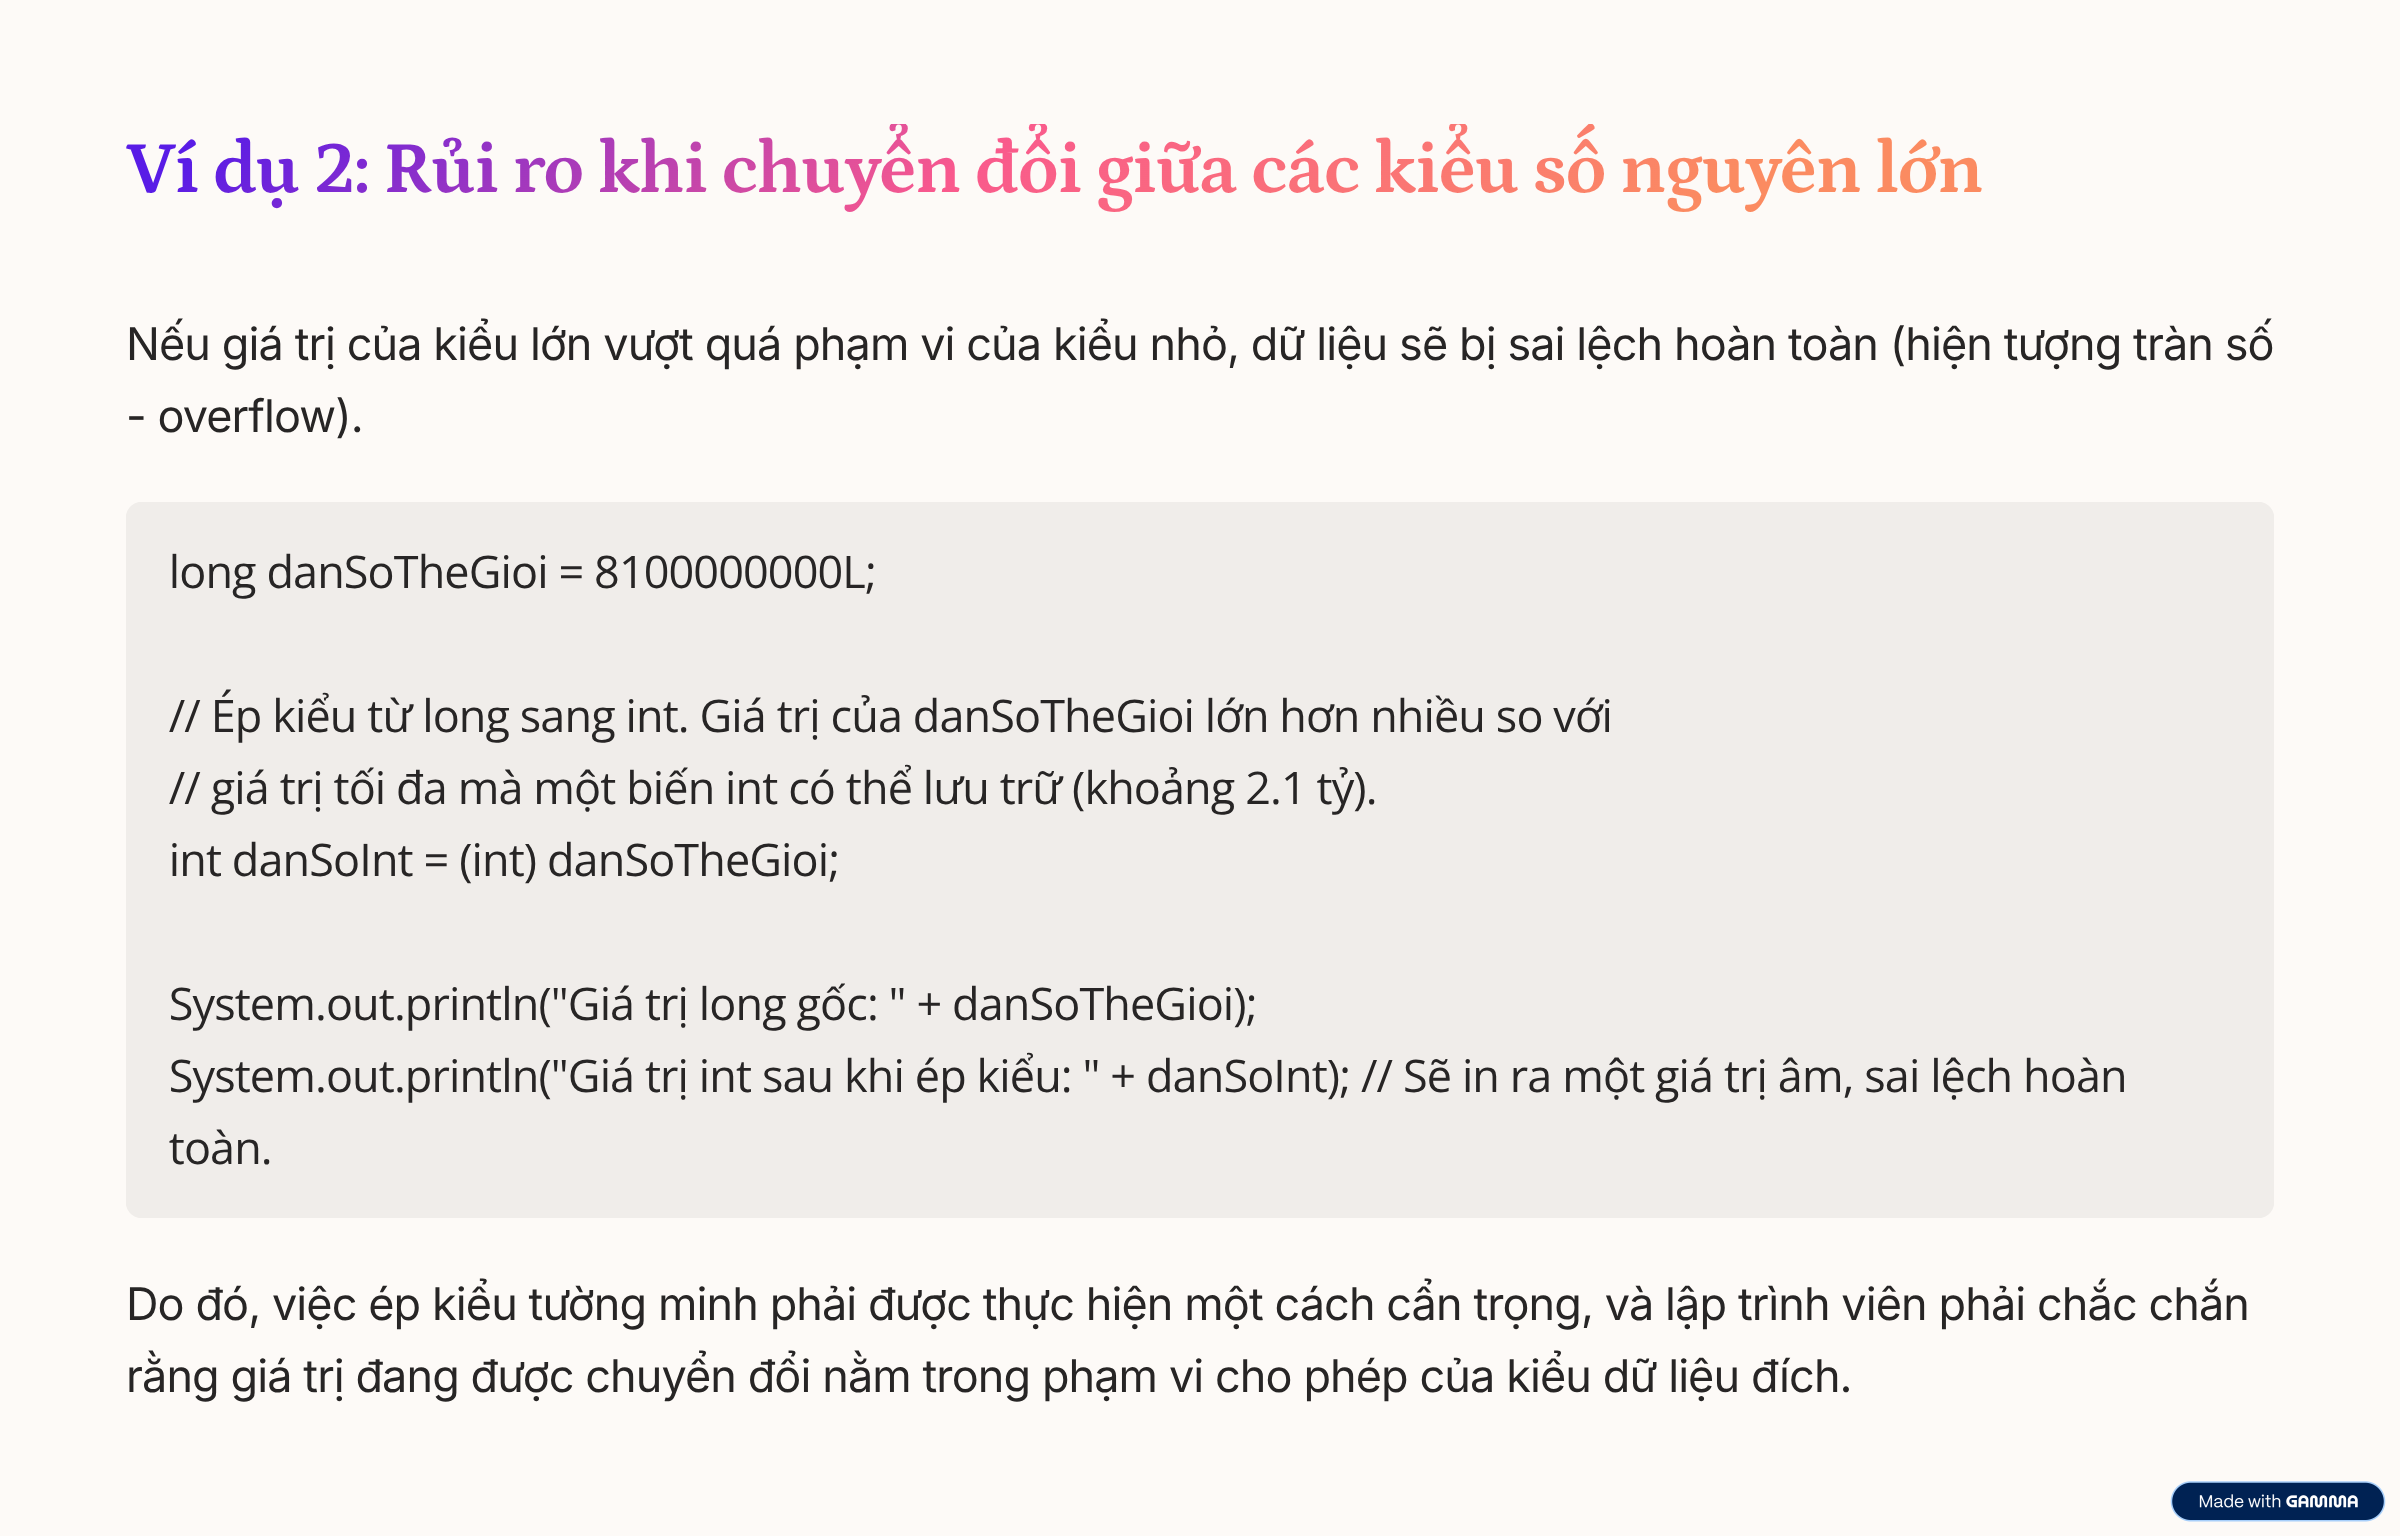 Ví dụ 2: Rủi ro khi chuyển đổi giữa các kiểu số nguyên lớn
Nếu giá trị của kiểu lớn vượt quá phạm vi của kiểu nhỏ, dữ liệu sẽ bị sai lệch hoàn toàn (hiện tượng tràn số
- overflow).
long danSoTheGioi = 8100000000L;
// Ép kiểu từ long sang int. Giá trị của danSoTheGioi lớn hơn nhiều so với
// giá trị tối đa mà một biến int có thể lưu trữ (khoảng 2.1 tỷ).
int danSoInt = (int) danSoTheGioi;
System.out.println("Giá trị long gốc: " + danSoTheGioi);
System.out.println("Giá trị int sau khi ép kiểu: " + danSoInt); // Sẽ in ra một giá trị âm, sai lệch hoàn
toàn.
Do đó, việc ép kiểu tường minh phải được thực hiện một cách cẩn trọng, và lập trình viên phải chắc chắn
rằng giá trị đang được chuyển đổi nằm trong phạm vi cho phép của kiểu dữ liệu đích.
Made with GAMMA